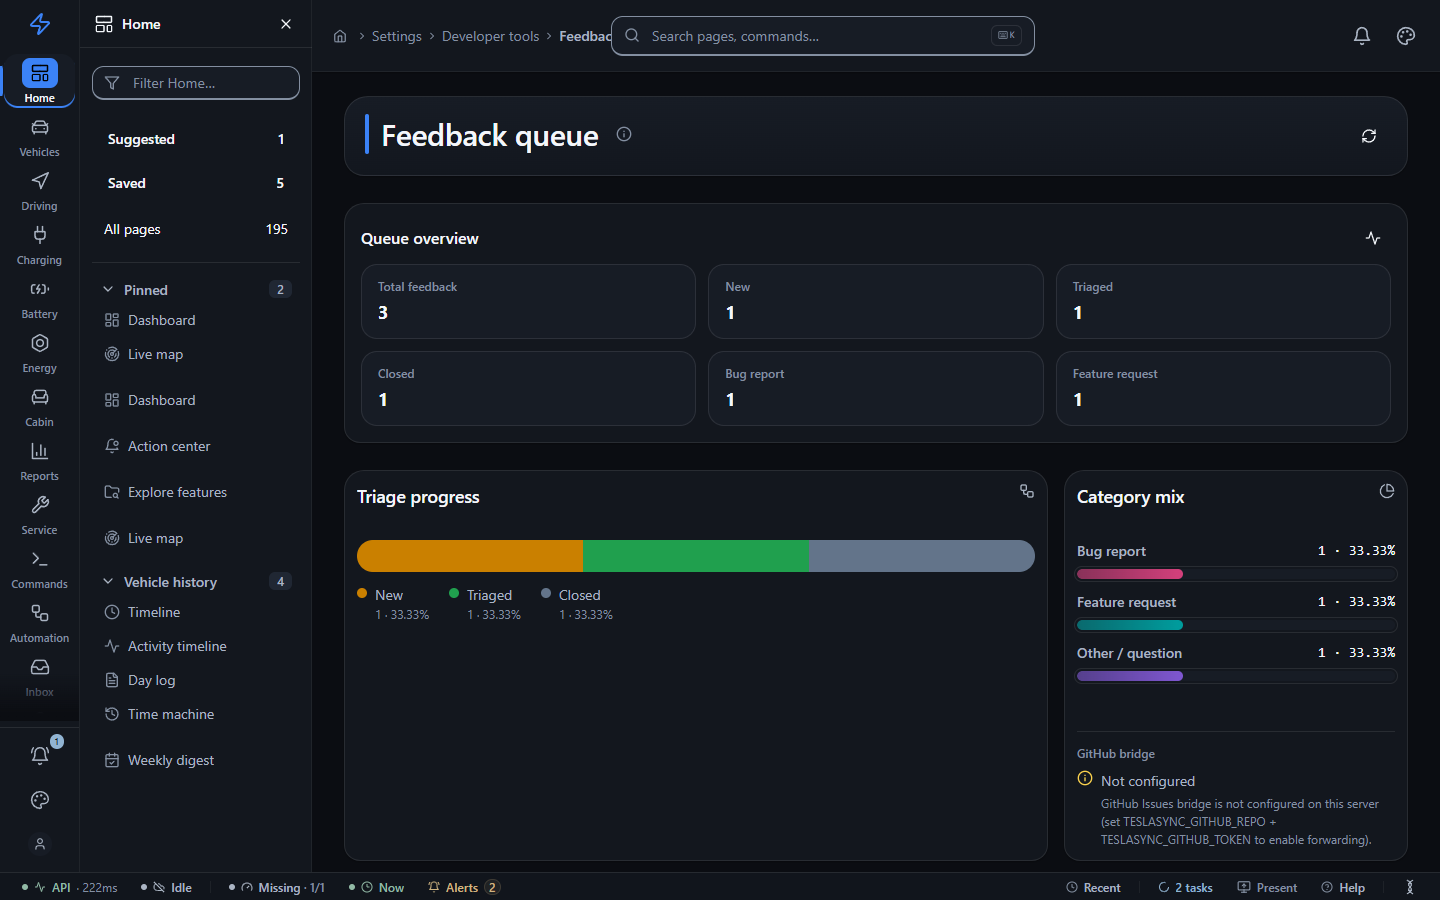 Home
Settings
Developer tools
Feedbac
Search pages, commands...
K
Home
Vehicles
Driving
Charging
Battery
Energy
Cabin
Reports
Service
Commands
Automation
Inbox
1
Filter Home...
Suggested 1
Saved 5
All pages 195
Pinned 2
Dashboard
Live map
Dashboard
Action center
Explore features
Live map
Vehicle history 4
Timeline
Activity timeline
Day log
Time machine
Weekly digest
Feedback queue
Queue overview
Total feedback
3
New
1
Triaged
1
Closed
1
Bug report
1
Feature request
1
Triage progress
New
1 · 33.33%
Triaged
1 · 33.33%
Closed
1 · 33.33%
Category mix
Bug report 1 · 33.33%
Feature request 1 · 33.33%
Other / question 1 · 33.33%
GitHub bridge
Not configured
GitHub Issues bridge is not configured on this server
(set TESLASYNC_GITHUB_REPO +
TESLASYNC_GITHUB_TOKEN to enable forwarding).
API · 222ms
Idle
Missing · 1/1
Now
Alerts 2
Recent
2 tasks
Present
Help